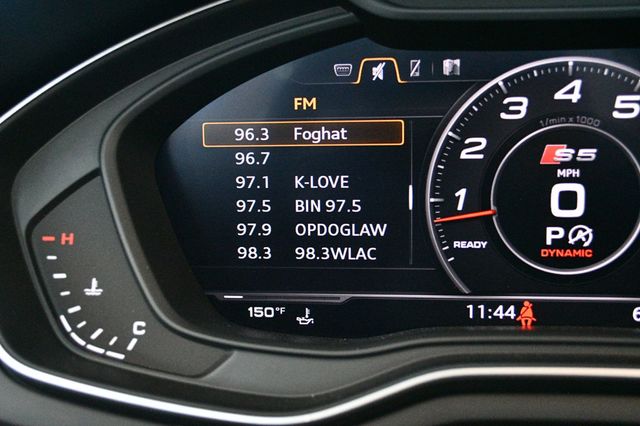 FM
96.3 Foghat
96.7
97.1 K-LOVE
97.5 BIN 97.5
97.9 OPDOGLAW
98.3 98.3WLAC
150°F
11:44
6
H
C
1
2
3
4
5
1/min x 1000
S5
MPH
0
P
DYNAMIC
READY